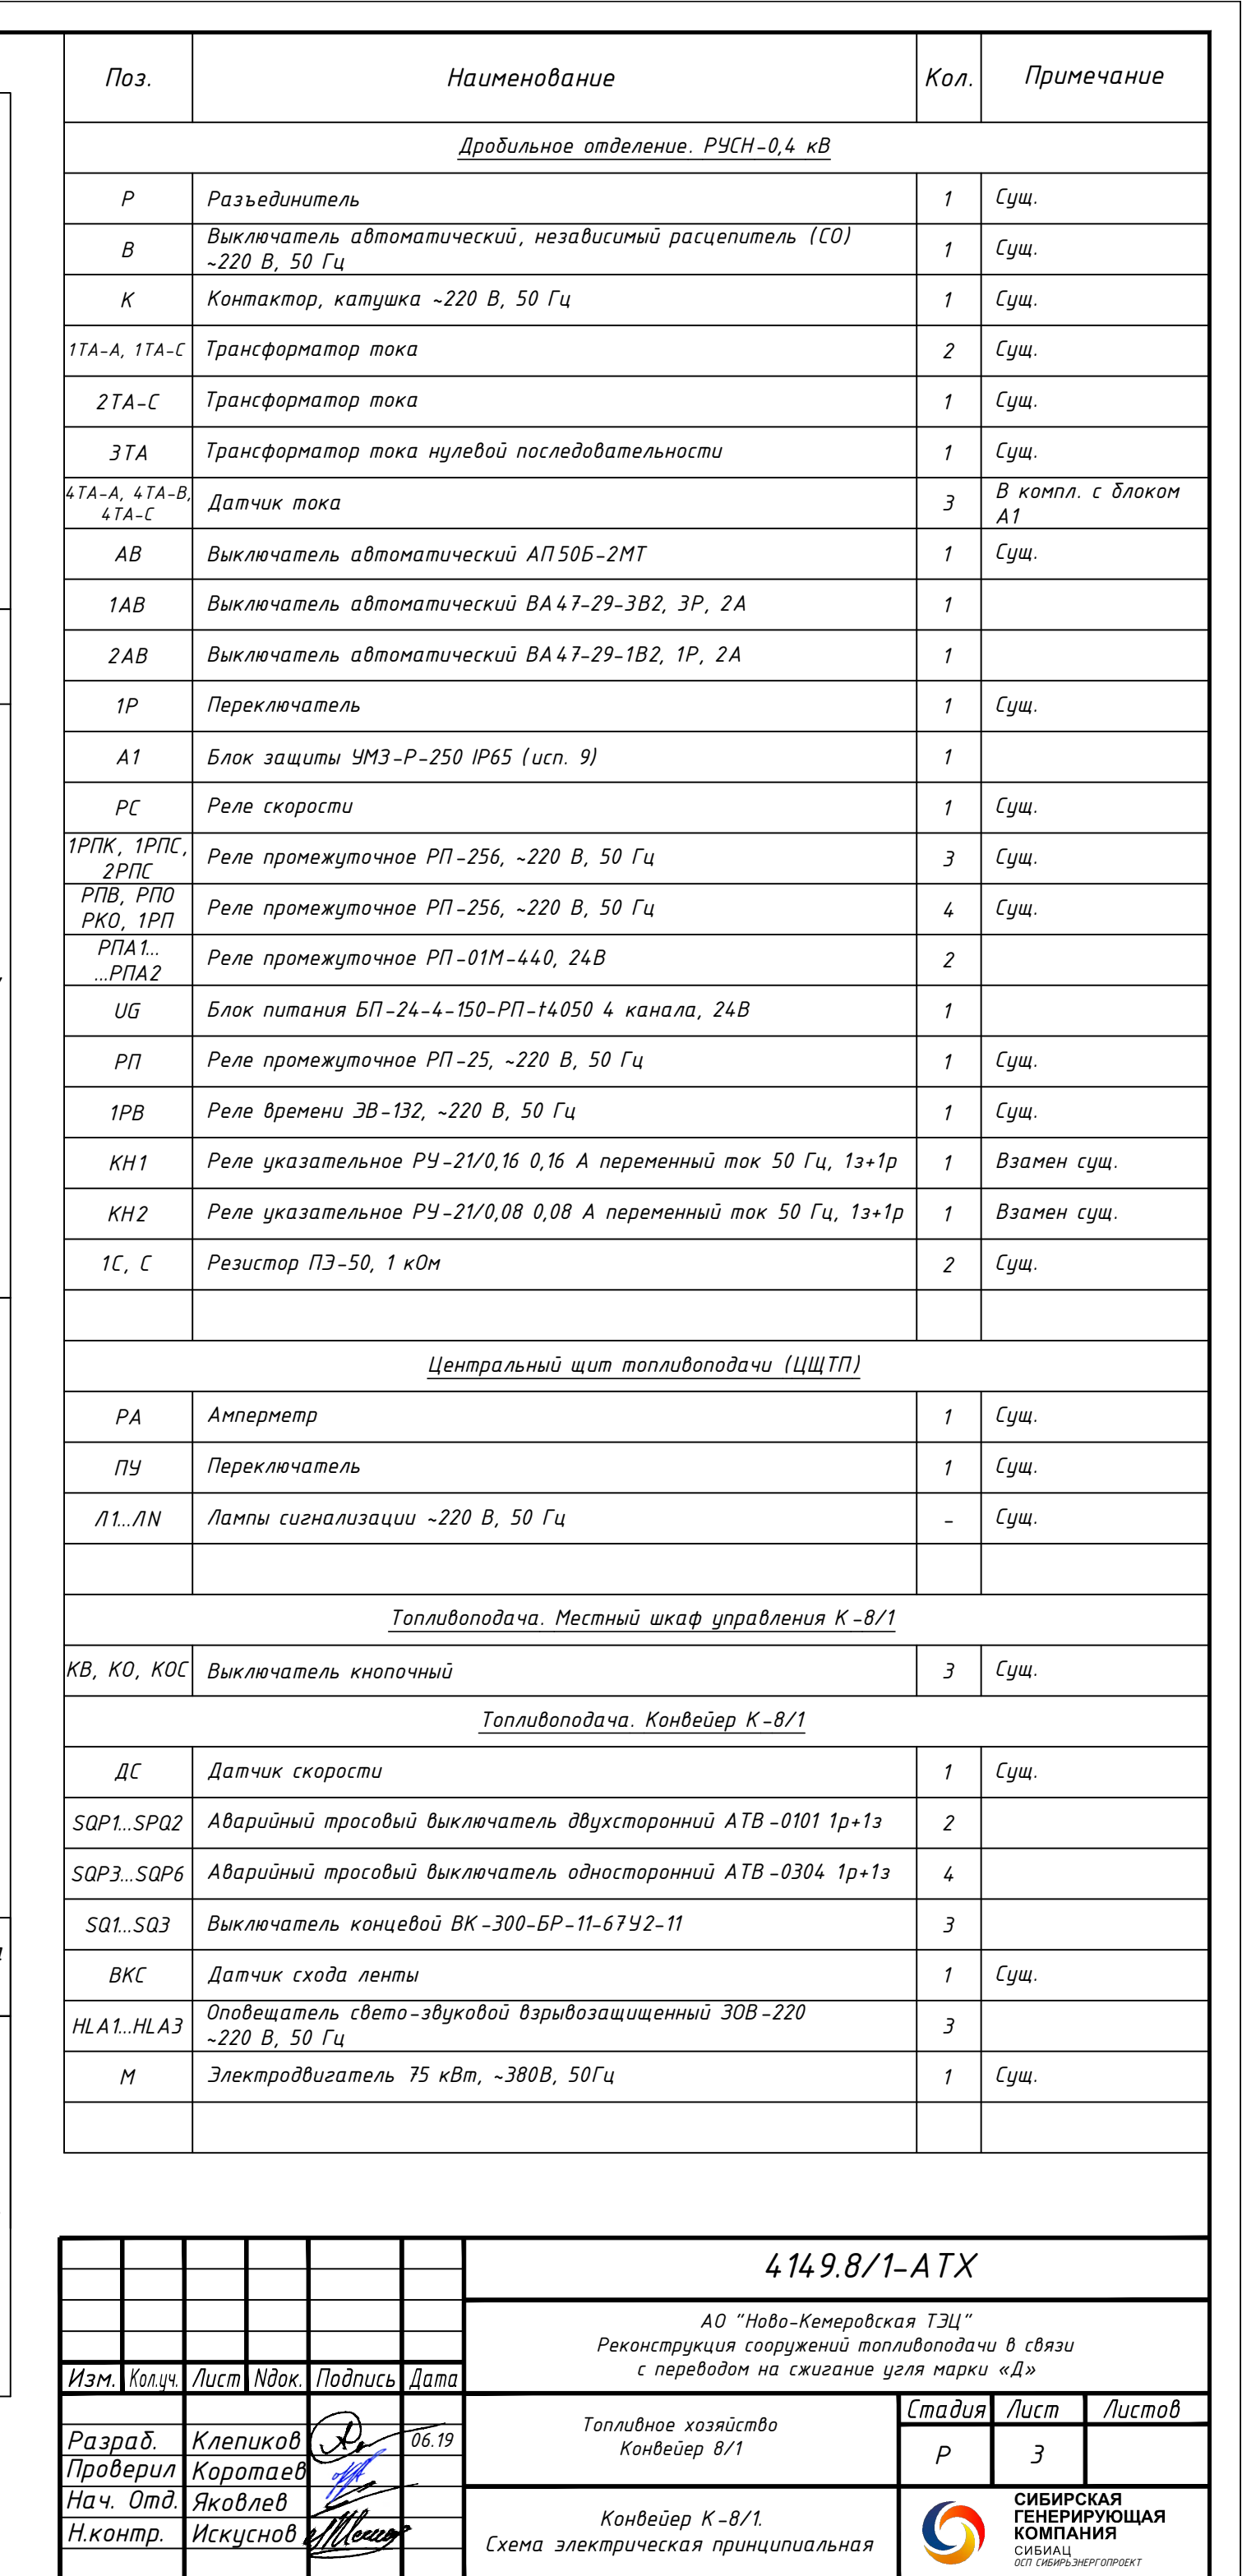 Поз. Наименование Кол. Примечание
Дробильное отделение. РУСН-0,4 кВ
Р Разъединитель 1 Сущ.
В Выключатель автоматический, независимый расцепитель (СО)
~220 В, 50 Гц 1 Сущ.
К Контактор, катушка ~220 В, 50 Гц 1 Сущ.
1ТА-А, 1ТА-С Трансформатор тока 2 Сущ.
2ТА-С Трансформатор тока 1 Сущ.
3ТА Трансформатор тока нулевой последовательности 1 Сущ.
4ТА-А, 4ТА-В,
4ТА-С Датчик тока 3 В компл. с блоком
А1
АВ Выключатель автоматический АП50Б-2МТ 1 Сущ.
1АВ Выключатель автоматический ВА47-29-3В2, 3Р, 2А 1
2АВ Выключатель автоматический ВА47-29-1В2, 1Р, 2А 1
1Р Переключатель 1 Сущ.
А1 Блок защиты УМЗ-Р-250 IP65 (исп. 9) 1
РС Реле скорости 1 Сущ.
1РПК, 1РПС,
2РПС Реле промежуточное РП-256, ~220 В, 50 Гц 3 Сущ.
РПВ, РПО
РКО, 1РП Реле промежуточное РП-256, ~220 В, 50 Гц 4 Сущ.
РПА1...
...РПА2 Реле промежуточное РП-01М-440, 24В 2
UG Блок питания БП-24-4-150-РП-t4050 4 канала, 24В 1
РП Реле промежуточное РП-25, ~220 В, 50 Гц 1 Сущ.
1РВ Реле времени ЭВ-132, ~220 В, 50 Гц 1 Сущ.
КН1 Реле указательное РУ-21/0,16 0,16 А переменный ток 50 Гц, 1з+1р 1 Взамен сущ.
КН2 Реле указательное РУ-21/0,08 0,08 А переменный ток 50 Гц, 1з+1р 1 Взамен сущ.
1С, С Резистор ПЭ-50, 1 кОм 2 Сущ.
Центральный щит топливоподачи (ЦЩТП)
РА Амперметр 1 Сущ.
ПУ Переключатель 1 Сущ.
Л1...ЛN Лампы сигнализации ~220 В, 50 Гц - Сущ.
Топливоподача. Местный шкаф управления К-8/1
КВ, КО, КОС Выключатель кнопочный 3 Сущ.
Топливоподача. Конвейер К-8/1
ДС Датчик скорости 1 Сущ.
SQP1...SPQ2 Аварийный тросовый выключатель двухсторонний АТВ-0101 1р+1з 2
SQP3...SQP6 Аварийный тросовый выключатель односторонний АТВ-0304 1р+1з 4
SQ1...SQ3 Выключатель концевой ВК-300-БР-11-67У2-11 3
ВКС Датчик схода ленты 1 Сущ.
HLA1...HLA3 Оповещатель свето-звуковой взрывозащищенный ЗОВ-220
~220 В, 50 Гц 3
М Электродвигатель 75 кВт, ~380В, 50Гц 1 Сущ.
4149.8/1-АТХ
АО "Ново-Кемеровская ТЭЦ"
Реконструкция сооружений топливоподачи в связи
с переводом на сжигание угля марки «Д»
Изм. Кол.уч. Лист Nдок. Подпись Дата
Топливное хозяйство
Конвейер 8/1
Стадия Лист Листов
Р 3
Разраб. Клепиков 06.19
Проверил Коротаев
Нач. Отд. Яковлев
Н.контр. Искуснов
Конвейер К-8/1.
Схема электрическая принципиальная
СИБИРСКАЯ
ГЕНЕРИРУЮЩАЯ
КОМПАНИЯ
СИБИАЦ
ОСП СИБИРЬЭНЕРГОПРОЕКТ